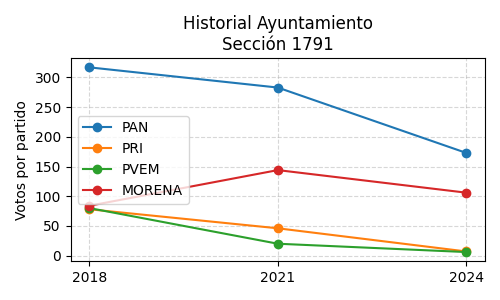 Historial Ayuntamiento
Sección 1791
Votos por partido
300
250
200
150
100
50
0
PAN
PRI
PVEM
MORENA
2018
2021
2024